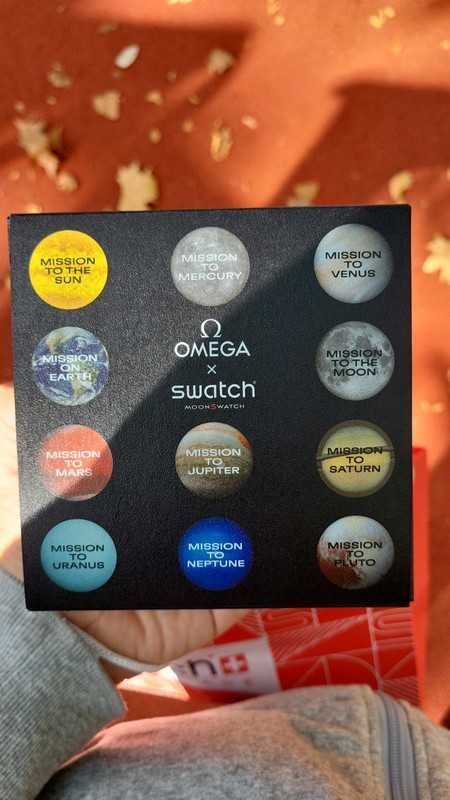 MISSION
TO THE
SUN
MISSION
TO
MERCURY
MISSION
TO
VENUS
MISSION
ON
EARTH
Ω
OMEGA
×
swatch®
MOONSWATCH
MISSION
TO THE
MOON
MISSION
TO
MARS
MISSION
TO
JUPITER
MISSION
TO
SATURN
MISSION
TO
URANUS
MISSION
TO
NEPTUNE
MISSION
TO
PLUTO